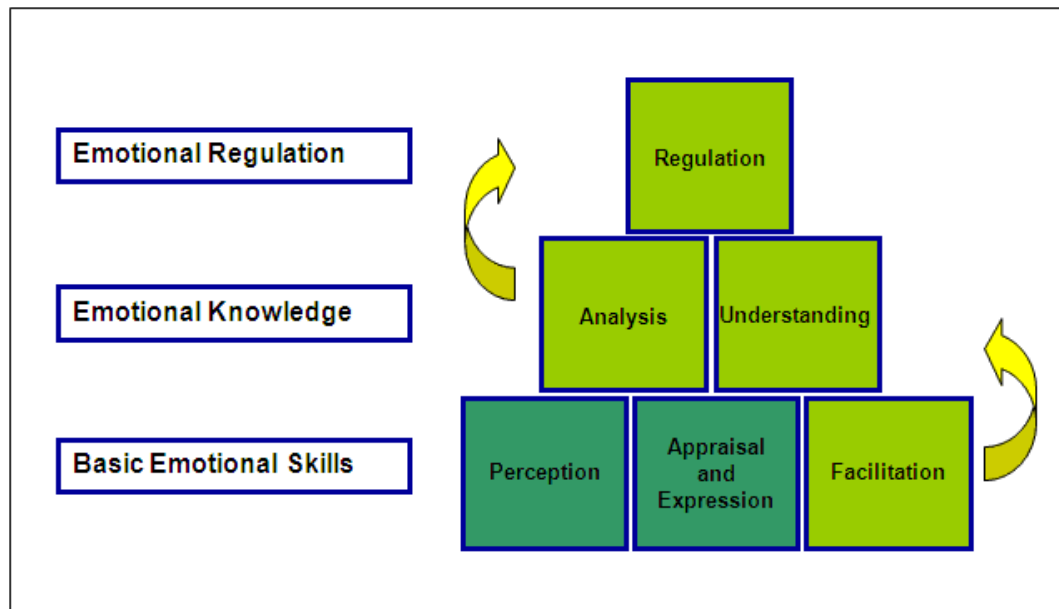 Emotional Regulation
Regulation
Emotional Knowledge
Analysis
Understanding
Basic Emotional Skills
Perception
Appraisal
and
Expression
Facilitation